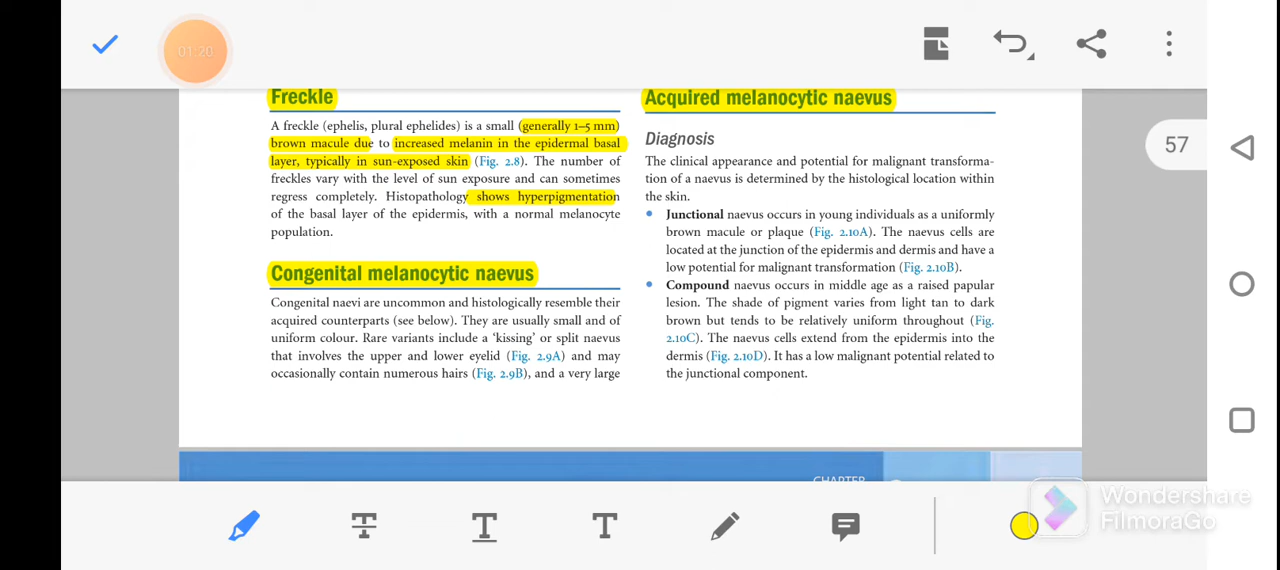 01:20
57
Freckle
A freckle (ephelis, plural ephelides) is a small (generally 1–5 mm)
brown macule due to increased melanin in the epidermal basal
layer, typically in sun-exposed skin (Fig. 2.8). The number of
freckles vary with the level of sun exposure and can sometimes
regress completely. Histopathology shows hyperpigmentation
of the basal layer of the epidermis, with a normal melanocyte
population.
Congenital melanocytic naevus
Congenital naevi are uncommon and histologically resemble their
acquired counterparts (see below). They are usually small and of
uniform colour. Rare variants include a ‘kissing’ or split naevus
that involves the upper and lower eyelid (Fig. 2.9A) and may
occasionally contain numerous hairs (Fig. 2.9B), and a very large
Acquired melanocytic naevus
Diagnosis
The clinical appearance and potential for malignant transforma-
tion of a naevus is determined by the histological location within
the skin.
• Junctional naevus occurs in young individuals as a uniformly
brown macule or plaque (Fig. 2.10A). The naevus cells are
located at the junction of the epidermis and dermis and have a
low potential for malignant transformation (Fig. 2.10B).
• Compound naevus occurs in middle age as a raised papular
lesion. The shade of pigment varies from light tan to dark
brown but tends to be relatively uniform throughout (Fig.
2.10C). The naevus cells extend from the epidermis into the
dermis (Fig. 2.10D). It has a low malignant potential related to
the junctional component.
CHAPTER
T
T
T
Wondershare
FilmoraGo